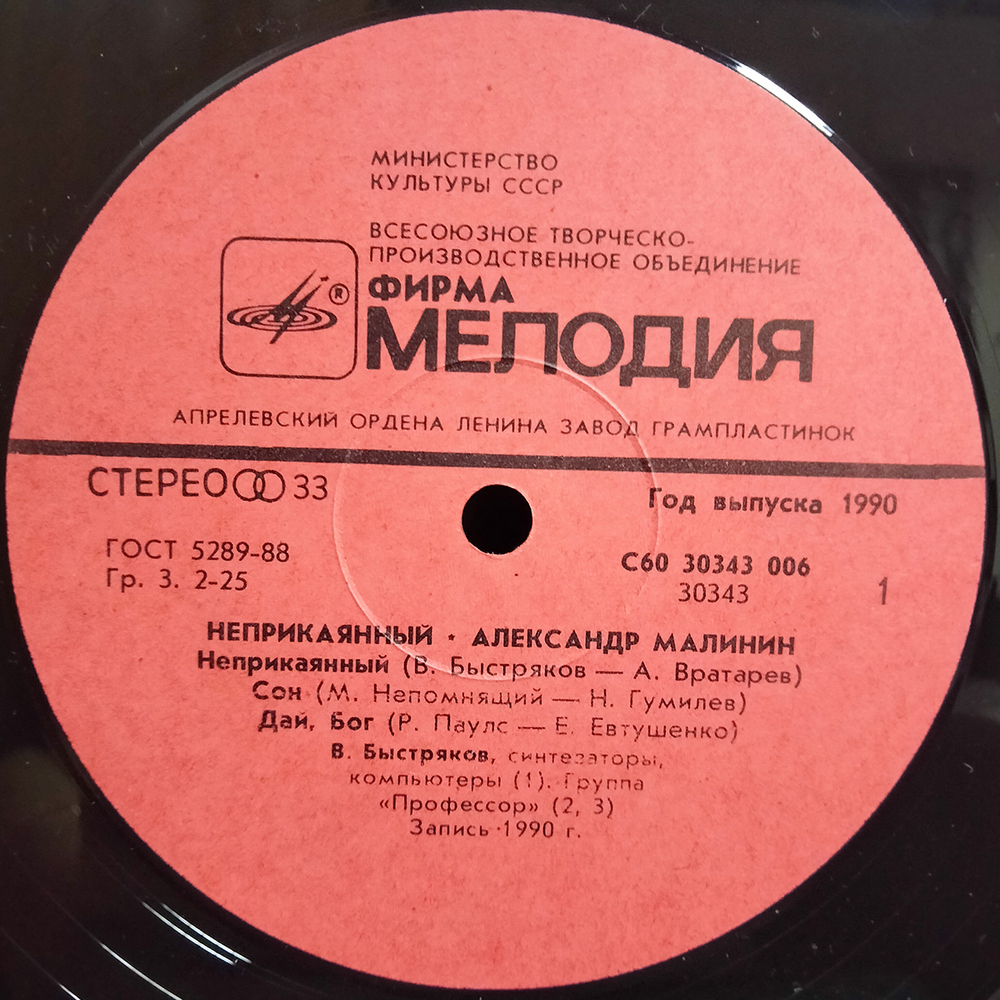 МИНИСТЕРСТВО
КУЛЬТУРЫ СССР
ВСЕСОЮЗНОЕ ТВОРЧЕСКО-
ПРОИЗВОДСТВЕННОЕ ОБЪЕДИНЕНИЕ
®
ФИРМА
МЕЛОДИЯ
АПРЕЛЕВСКИЙ ОРДЕНА ЛЕНИНА ЗАВОД ГРАМПЛАСТИНОК
СТЕРЕО 33
Год выпуска 1990
ГОСТ 5289-88
Гр. 3. 2-25
С60 30343 006
30343
1
НЕПРИКАЯННЫЙ · АЛЕКСАНДР МАЛИНИН
Неприкаянный (В. Быстряков — А. Вратарев)
Сон (М. Непомнящий — Н. Гумилев)
Дай, Бог (Р. Паулс — Е. Евтушенко)
В. Быстряков, синтезаторы,
компьютеры (1). Группа
«Профессор» (2, 3)
Запись 1990 г.